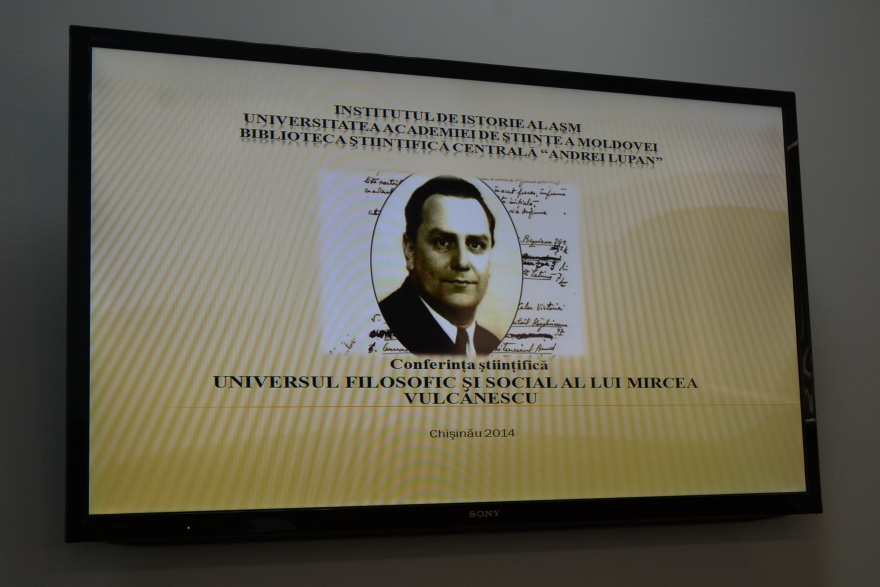 INSTITUTUL DE ISTORIE AL AŞM
UNIVERSITATEA ACADEMIEI DE ŞTIINŢE A MOLDOVEI
BIBLIOTECA ŞTIINŢIFICĂ CENTRALĂ “ANDREI LUPAN”
Conferinţa ştiinţifică
UNIVERSUL FILOSOFIC ŞI SOCIAL AL LUI MIRCEA
VULCĂNESCU
Chişinău 2014
SONY